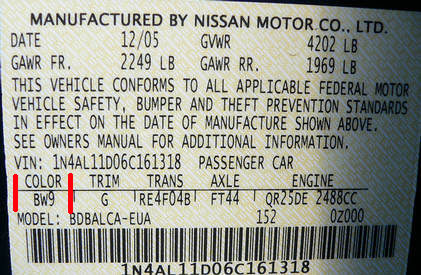 MANUFACTURED BY NISSAN MOTOR CO., LTD.
DATE 12/05 GVWR 4202 LB
GAWR FR. 2249 LB GAWR RR. 1969 LB
THIS VEHICLE CONFORMS TO ALL APPLICABLE FEDERAL MOTOR
VEHICLE SAFETY, BUMPER AND THEFT PREVENTION STANDARDS
IN EFFECT ON THE DATE OF MANUFACTURE SHOWN ABOVE.
SEE OWNERS MANUAL FOR ADDITIONAL INFORMATION.
VIN: 1N4AL11D06C161318 PASSENGER CAR
COLOR TRIM TRANS AXLE ENGINE
BW9 G RE4F04B FT44 QR25DE 2488CC
MODEL: BDBALCA-EUA 152 0Z000
1N4AL11D06C161318